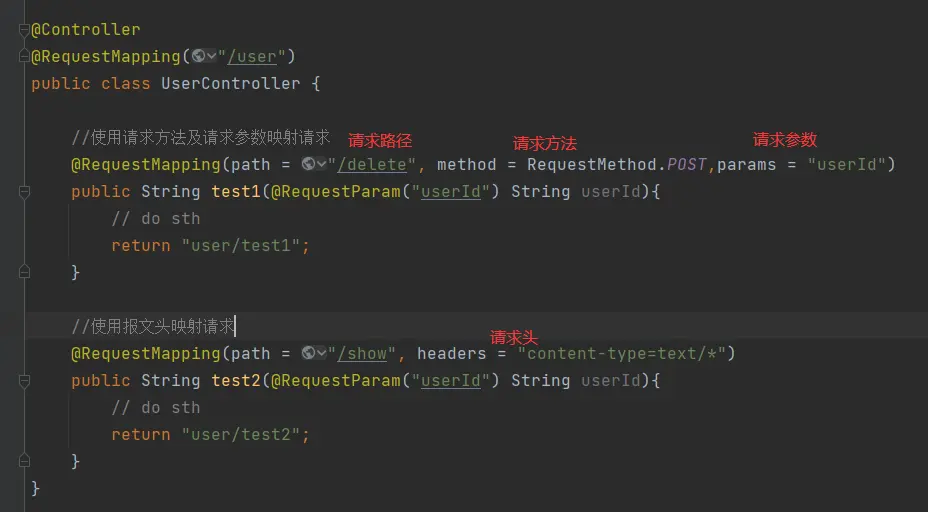 @Controller
@RequestMapping("/user")
public class UserController {
//使用请求方法及请求参数映射请求
请求路径 请求方法 请求参数
@RequestMapping(path = "/delete", method = RequestMethod.POST,params = "userId")
public String test1(@RequestParam("userId") String userId){
// do sth
return "user/test1";
}
//使用报文头映射请求
请求头
@RequestMapping(path = "/show", headers = "content-type=text/*")
public String test2(@RequestParam("userId") String userId){
// do sth
return "user/test2";
}
}